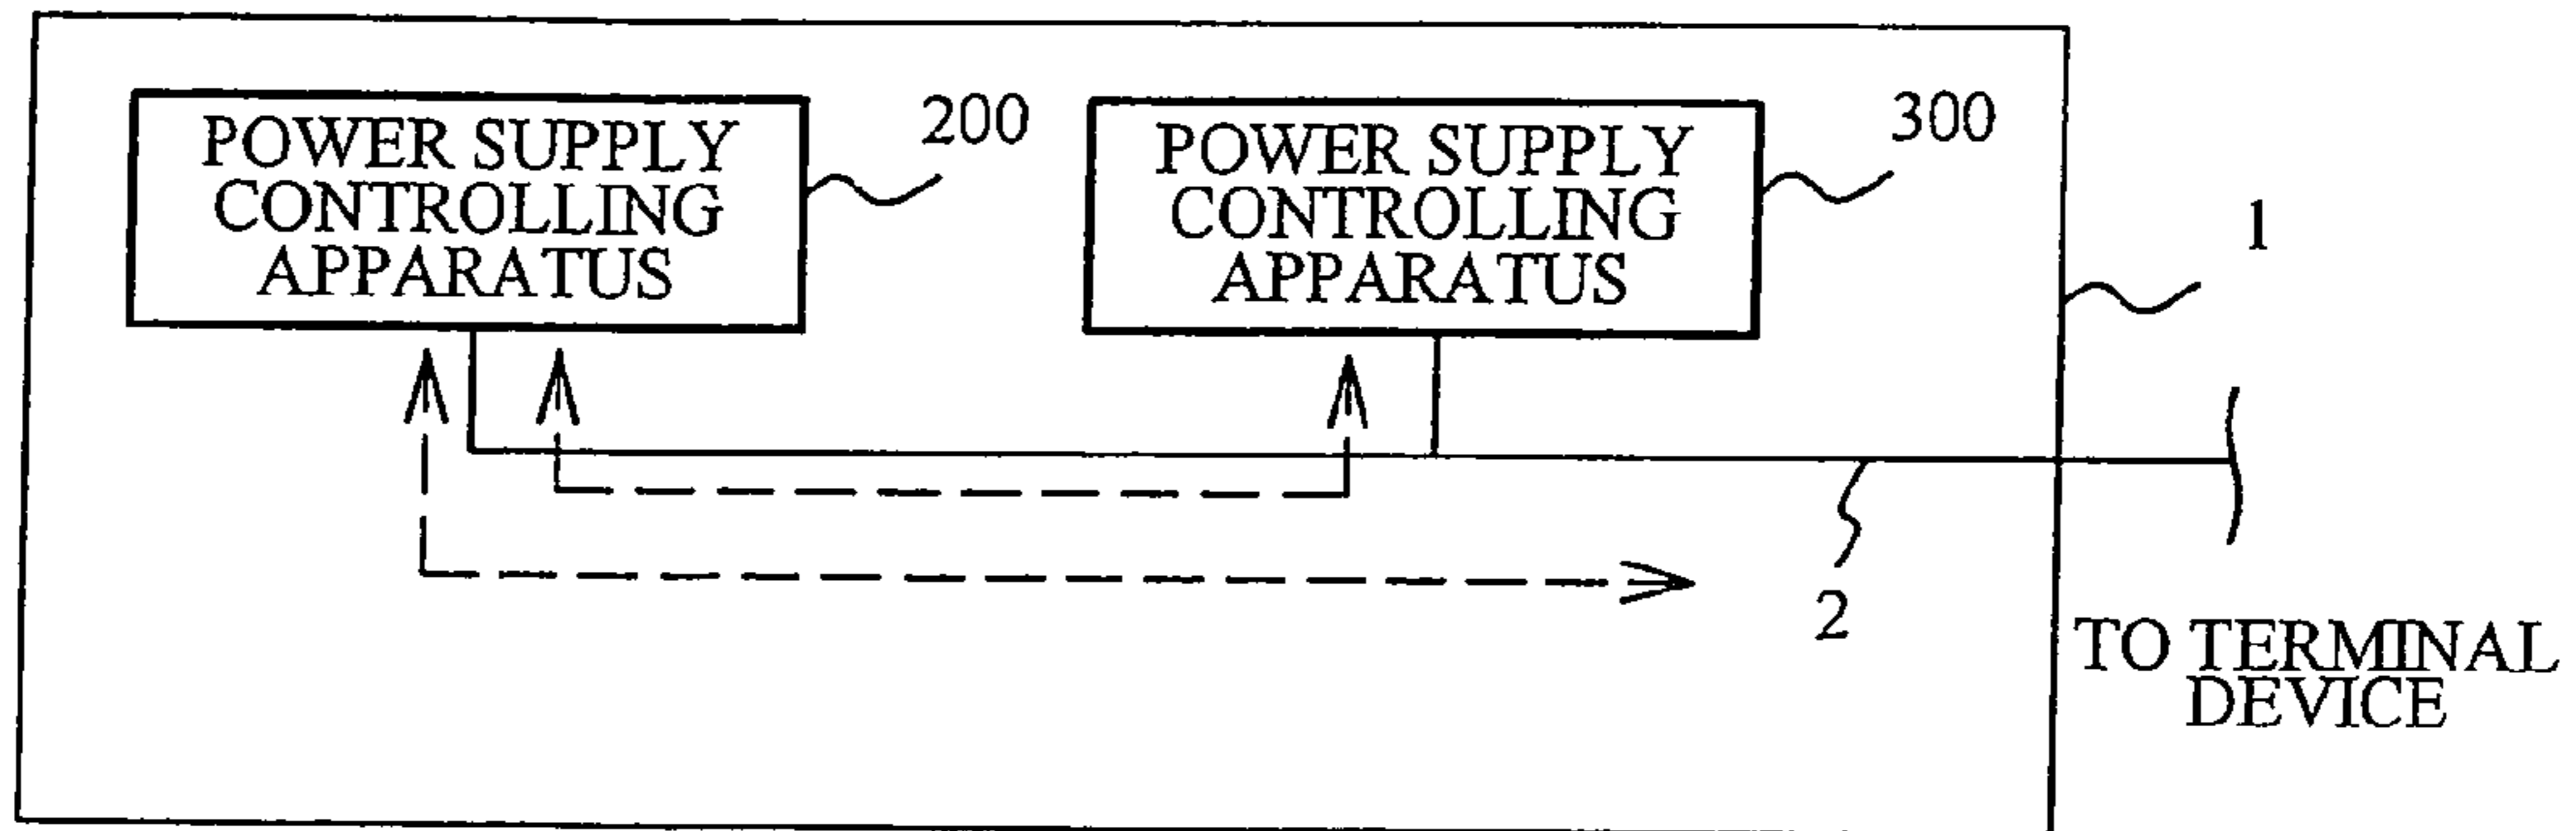 POWER SUPPLY
CONTROLLING
APPARATUS
200
POWER SUPPLY
CONTROLLING
APPARATUS
300
1
2
TO TERMINAL
DEVICE